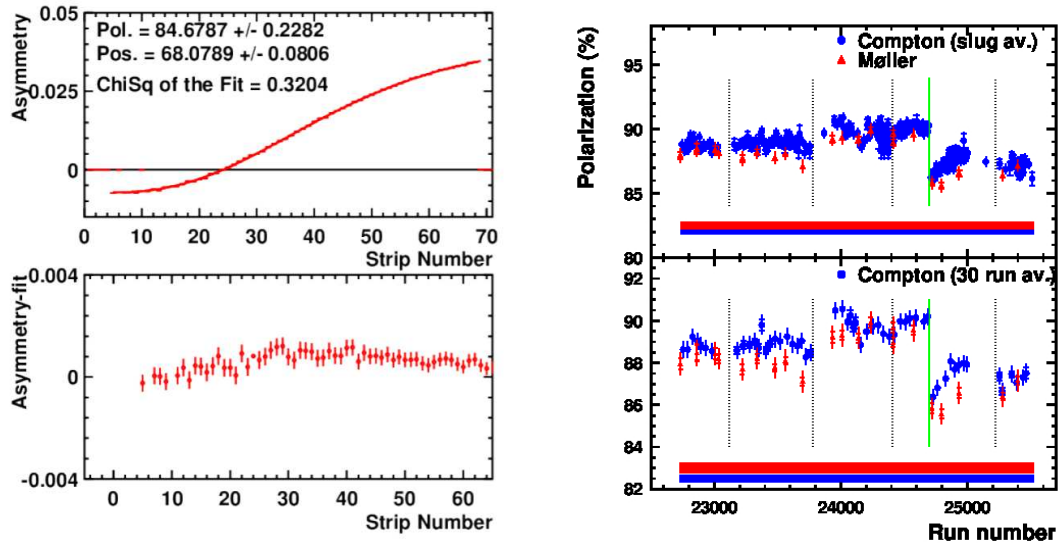 0.05
Pol. = 84.6787 +/- 0.2282
Pos. = 68.0789 +/- 0.0806
ChiSq of the Fit = 0.3204
Asymmetry
0.025
0
0 10 20 30 40 50 60 70
Strip Number
0.004
Asymmetry-fit
0
-0.004
0 10 20 30 40 50 60
Strip Number
Compton (slug av.)
Møller
Polarization (%)
95
90
85
80
Compton (30 run av.)
92
90
88
86
84
82
23000 24000 25000
Run number